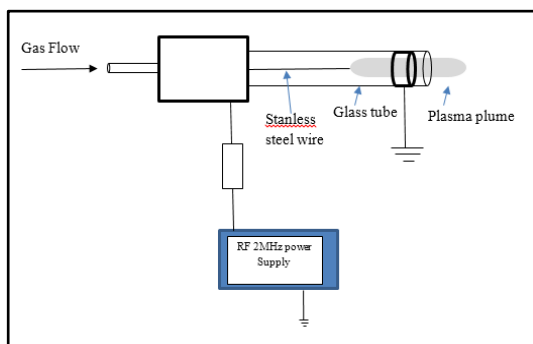 Gas Flow
Stanless
steel wire
Glass tube
Plasma plume
RF 2MHz power
Supply